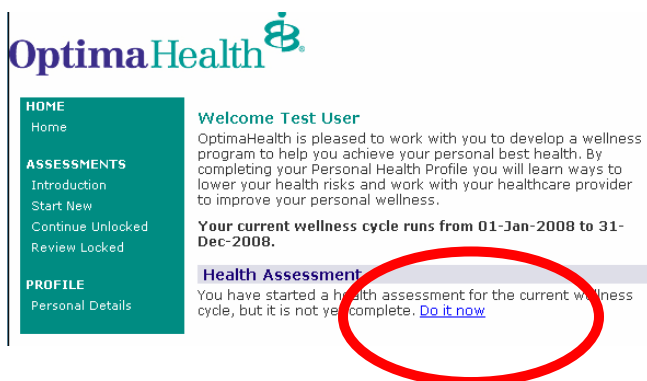 OptimaHealth
HOME
Home
ASSESSMENTS
Introduction
Start New
Continue Unlocked
Review Locked
PROFILE
Personal Details
Welcome Test User
OptimaHealth is pleased to work with you to develop a wellness
program to help you achieve your personal best health. By
completing your Personal Health Profile you will learn ways to
lower your health risks and work with your healthcare provider
to improve your personal wellness.
Your current wellness cycle runs from 01-Jan-2008 to 31-
Dec-2008.
Health Assessment
You have started a health assessment for the current wellness
cycle, but it is not yet complete. Do it now